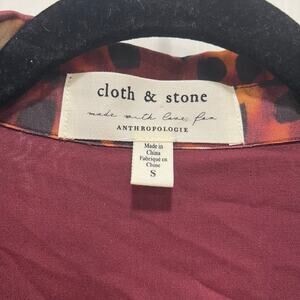 cloth & stone
made with love, for
ANTHROPOLOGIE
Made in
China
Fabriqué en
Chine
S